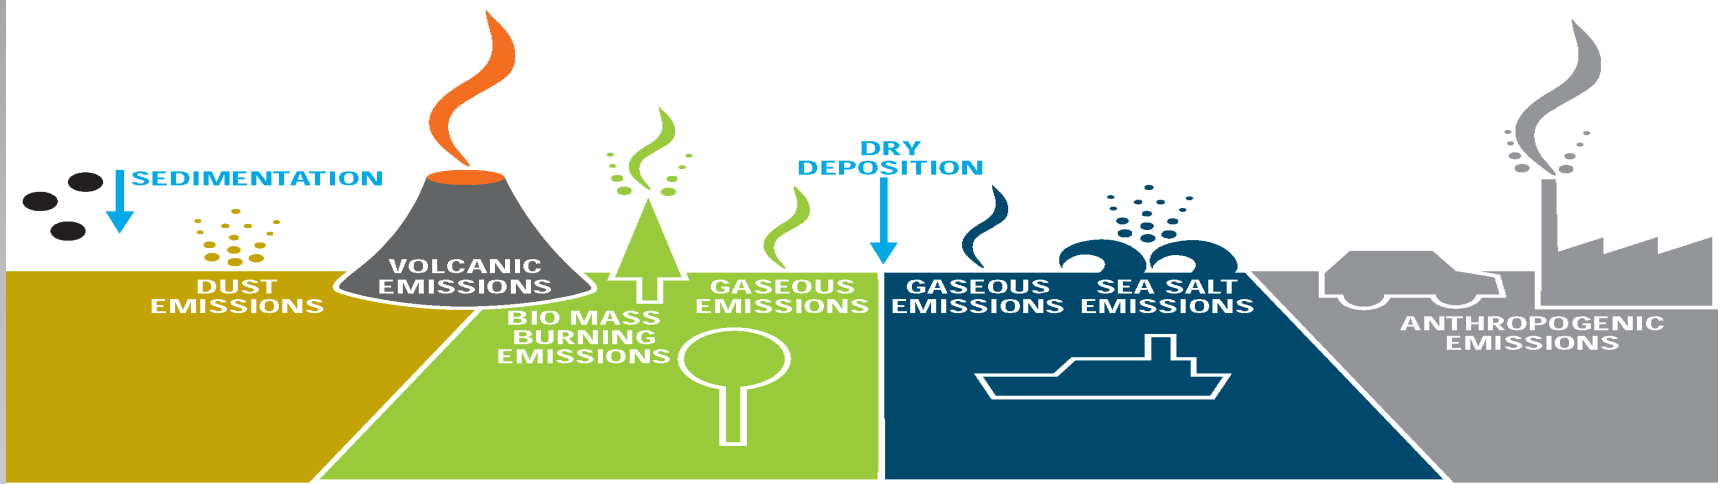 SEDIMENTATION
DUST
EMISSIONS
VOLCANIC
EMISSIONS
BIO MASS
BURNING
EMISSIONS
GASEOUS
EMISSIONS
DRY
DEPOSITION
GASEOUS
EMISSIONS
SEA SALT
EMISSIONS
ANTHROPOGENIC
EMISSIONS